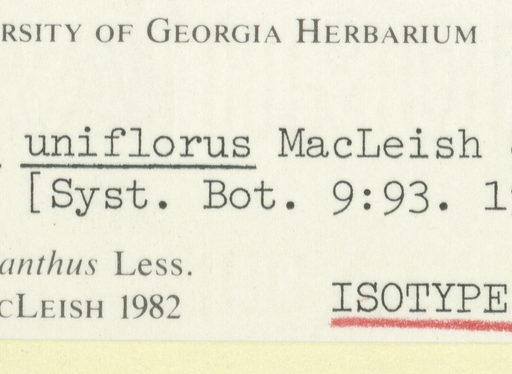 RSITY OF GEORGIA HERBARIUM
uniflorus MacLeish
[Syst. Bot. 9:93. 1
anthus Less.
cLEISH 1982
ISOTYPE